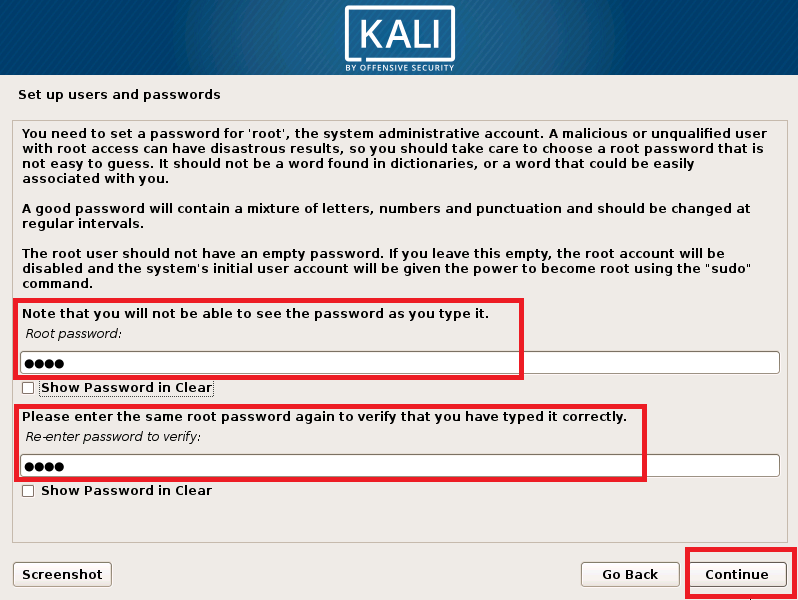 KALI
BY OFFENSIVE SECURITY
Set up users and passwords
You need to set a password for 'root', the system administrative account. A malicious or unqualified user
with root access can have disastrous results, so you should take care to choose a root password that is
not easy to guess. It should not be a word found in dictionaries, or a word that could be easily
associated with you.
A good password will contain a mixture of letters, numbers and punctuation and should be changed at
regular intervals.
The root user should not have an empty password. If you leave this empty, the root account will be
disabled and the system's initial user account will be given the power to become root using the "sudo"
command.
Note that you will not be able to see the password as you type it.
Root password:
●●●●
Show Password in Clear
Please enter the same root password again to verify that you have typed it correctly.
Re-enter password to verify:
●●●●
Show Password in Clear
Screenshot
Go Back
Continue